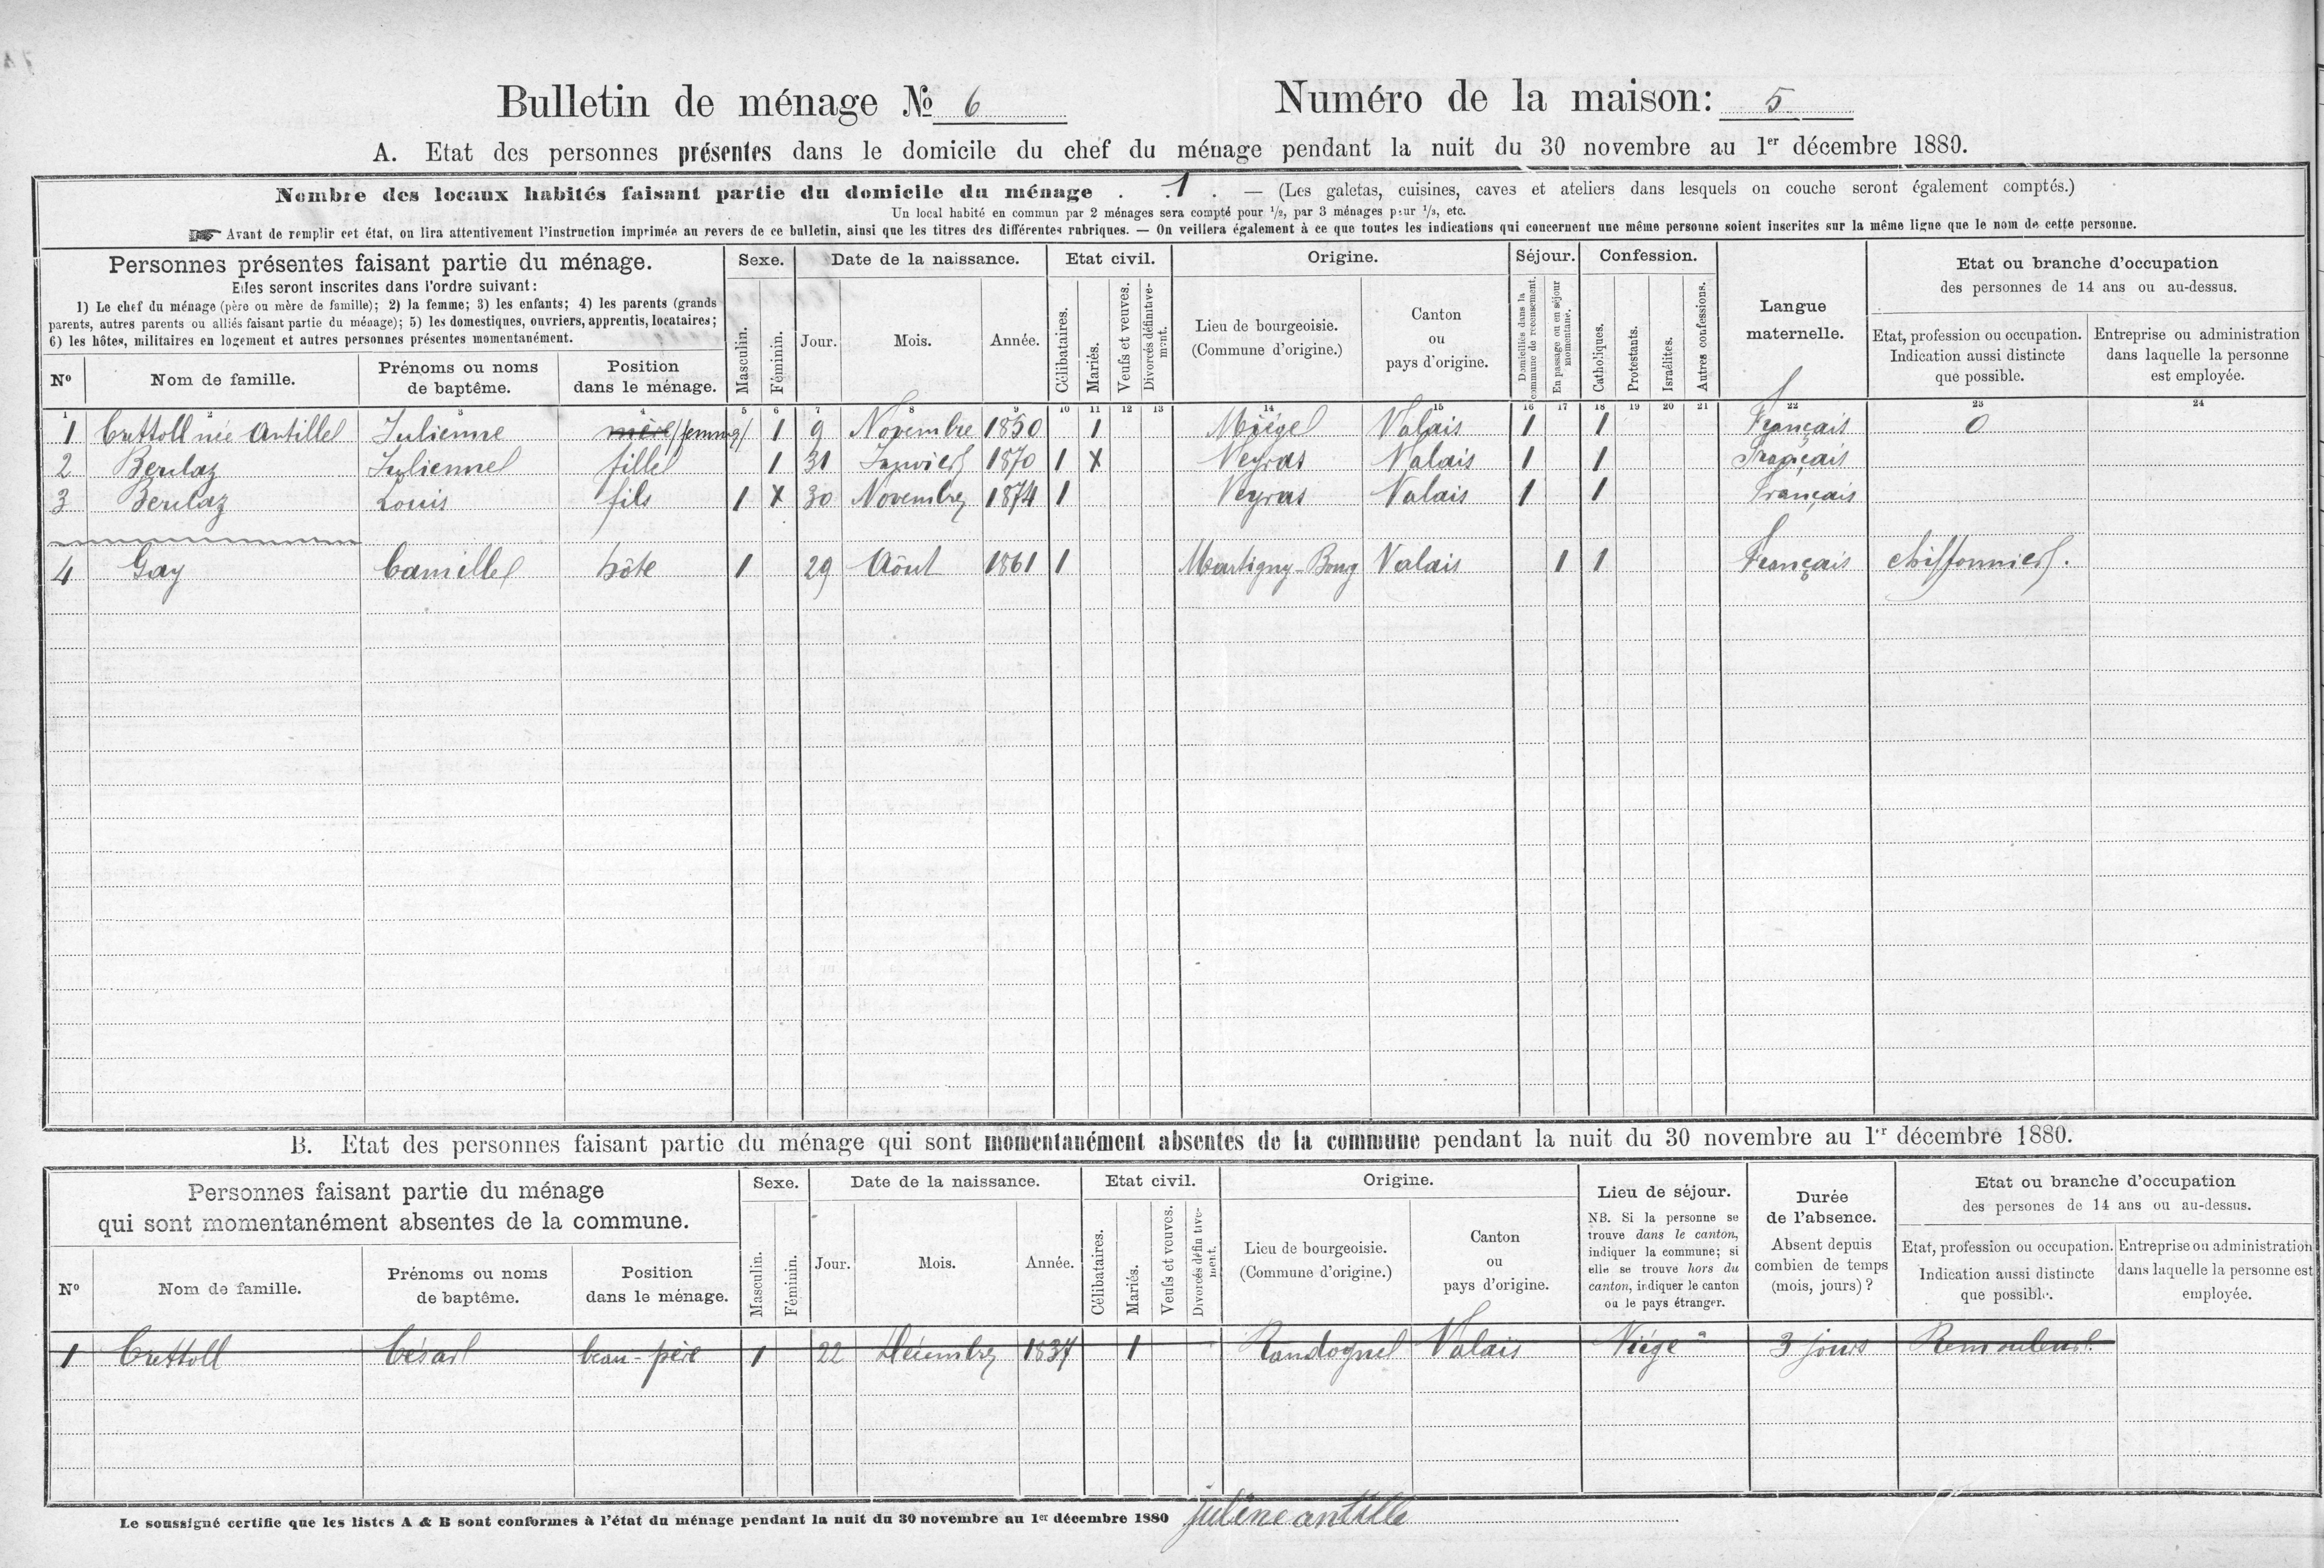 Bulletin de ménage № 6
Numéro de la maison: 5
A. Etat des personnes présentes dans le domicile du chef du ménage pendant la nuit du 30 novembre au 1er décembre 1880.
Nombre des locaux habités faisant partie du domicile du ménage . 1 . — (Les galetas, cuisines, caves et ateliers dans lesquels on couche seront également comptés.)
Un local habité en commun par 2 ménages sera compté pour 1/2, par 3 ménages pour 1/3, etc.
Avant de remplir cet état, on lira attentivement l'instruction imprimée au revers de ce bulletin, ainsi que les titres des différentes rubriques. — On veillera également à ce que toutes les indications qui concernent une même personne soient inscrites sur la même ligne que le nom de cette personne.
Personnes présentes faisant partie du ménage.
Elles seront inscrites dans l'ordre suivant:
1) Le chef du ménage (père ou mère de famille); 2) la femme; 3) les enfants; 4) les parents (grands
parents, autres parents ou alliés faisant partie du ménage); 5) les domestiques, ouvriers, apprentis, locataires;
6) les hôtes, militaires en logement et autres personnes présentes momentanément.
Nº
Nom de famille.
Prénoms ou noms
de baptême.
Position
dans le ménage.
Sexe.
Masculin.
Féminin.
Date de la naissance.
Jour.
Mois.
Année.
Etat civil.
Célibataires.
Mariés.
Veufs et veuves.
Divorcés définitive-
ment.
Origine.
Lieu de bourgeoisie.
(Commune d'origine.)
Canton
ou
pays d'origine.
Séjour.
Domiciliées dans la
commune de recensement.
En passage ou en séjour
momentané.
Confession.
Catholiques.
Protestants.
Israélites.
Autres confessions.
Langue
maternelle.
Etat ou branche d'occupation
des personnes de 14 ans ou au-dessus.
Etat, profession ou occupation.
Indication aussi distincte
que possible.
Entreprise ou administration
dans laquelle la personne
est employée.
1 2 3 4 5 6 7 8 9 10 11 12 13 14 15 16 17 18 19 20 21 22 23 24
1 Crettoll née Antille Julienne mère/femme/ 1 9 Novembre 1850 1 Miége Valais 1 1 Français 0
2 Berclaz Julienne fille 1 31 Janvier 1870 1 X Veyras Valais 1 1 Français
3 Berclaz Louis fils 1 X 30 Novembre 1874 1 Veyras Valais 1 1 Français
4 Gay Camille hôte 1 29 Aôut 1861 1 Martigny-Bourg Valais 1 1 Français chiffonnier.
B. Etat des personnes faisant partie du ménage qui sont momentanément absentes de la commune pendant la nuit du 30 novembre au 1er décembre 1880.
Personnes faisant partie du ménage
qui sont momentanément absentes de la commune.
Nº
Nom de famille.
Prénoms ou noms
de baptême.
Position
dans le ménage.
Sexe.
Masculin.
Féminin.
Date de la naissance.
Jour.
Mois.
Année.
Etat civil.
Célibataires.
Mariés.
Veufs et veuves.
Divorcés définitive-
ment.
Origine.
Lieu de bourgeoisie.
(Commune d'origine.)
Canton
ou
pays d'origine.
Lieu de séjour.
NB. Si la personne se
trouve dans le canton,
indiquer la commune; si
elle se trouve hors du
canton, indiquer le canton
ou le pays étranger.
Durée
de l'absence.
Absent depuis
combien de temps
(mois, jours)?
Etat ou branche d'occupation
des persones de 14 ans ou au-dessus.
Etat, profession ou occupation.
Indication aussi distincte
que possible.
Entreprise ou administration
dans laquelle la personne est
employée.
1 Crettoll César beau-père 1 22 Décembre 1837 1 Randogne Valais Viége 3 jours Remouleur.
Le soussigné certifie que les listes A & B sont conformes à l'état du ménage pendant la nuit du 30 novembre au 1er décembre 1880 julène antille